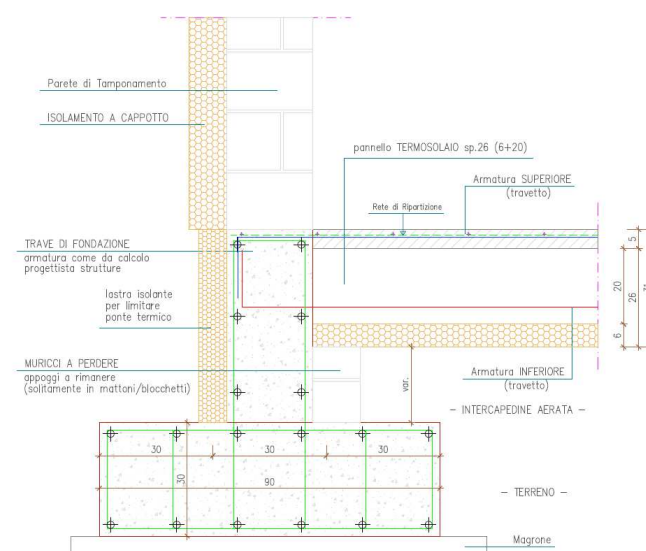 Parete di Tamponamento
ISOLAMENTO A CAPPOTTO
pannello TERMOSOLAIO sp.26 (6+20)
Armatura SUPERIORE
(travetto)
Rete di Ripartizione
TRAVE DI FONDAZIONE
armatura come da calcolo
progettista strutture
lastra isolante
per limitare
ponte termico
MURICCI A PERDERE
appoggi a rimanere
(solitamente in mattoni/blocchetti)
5
20
26
6
var.
Armatura INFERIORE
(travetto)
- INTERCAPEDINE AERATA -
30
30
30
30
90
- TERRENO -
Magrone